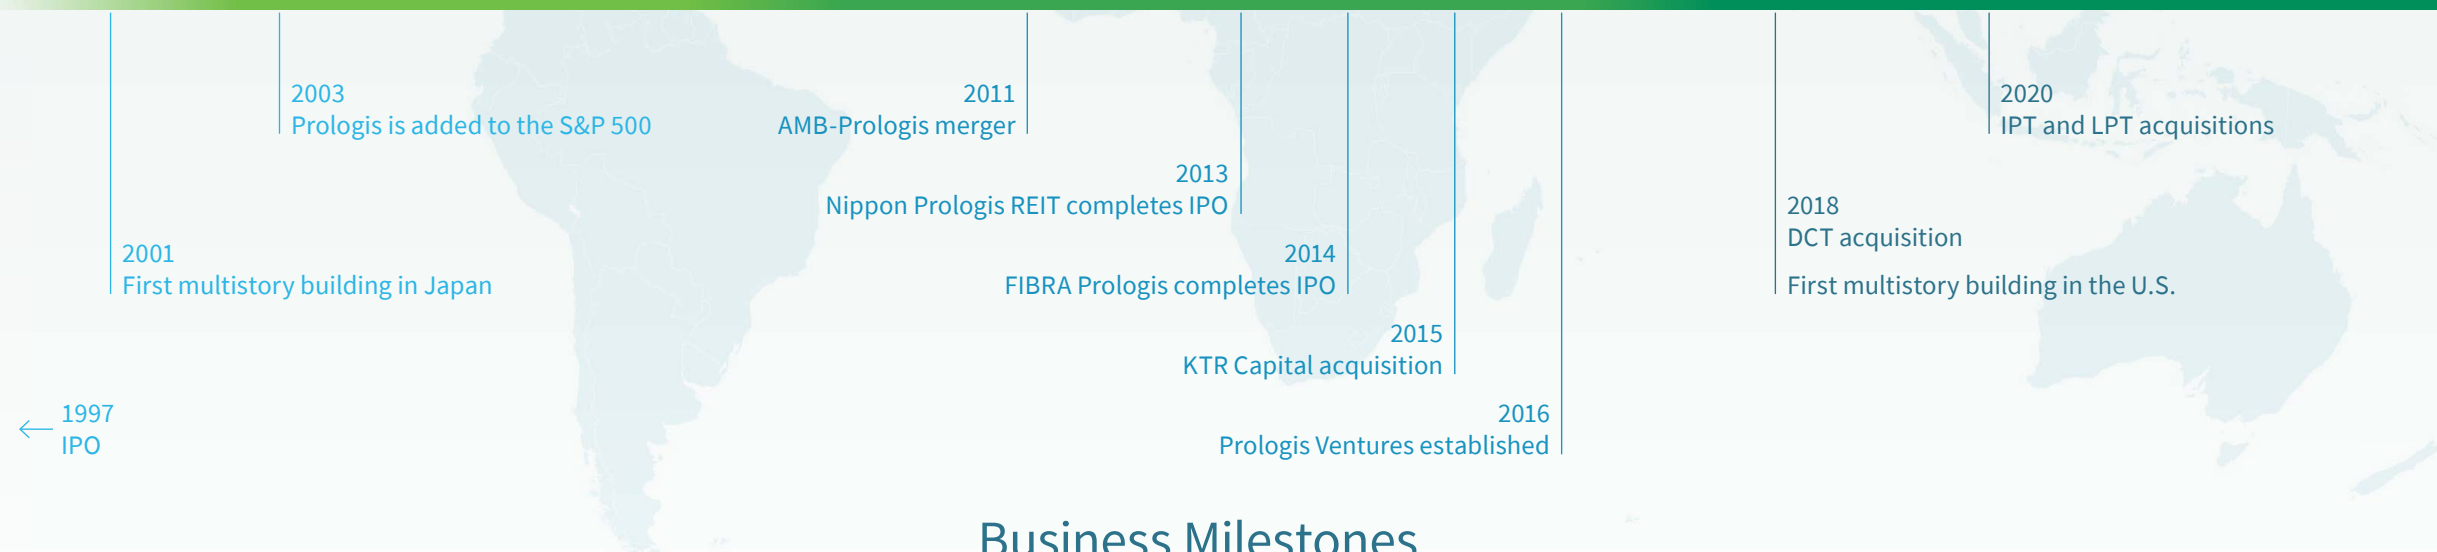 1997
IPO
2001
First multistory building in Japan
2003
Prologis is added to the S&P 500
2011
AMB-Prologis merger
2013
Nippon Prologis REIT completes IPO
2014
FIBRA Prologis completes IPO
2015
KTR Capital acquisition
2016
Prologis Ventures established
2018
DCT acquisition
First multistory building in the U.S.
2020
IPT and LPT acquisitions
Business Milestones